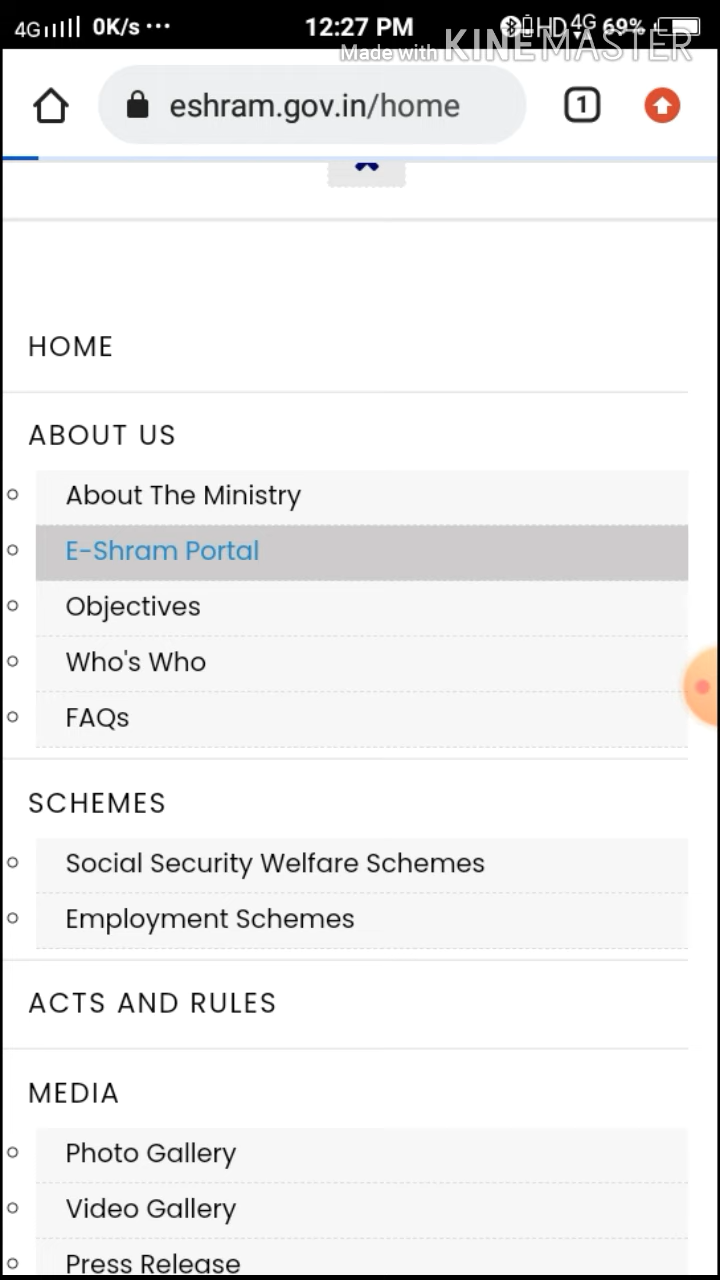 4G 0K/s ··· 12:27 PM HD 4G 69%
Made with KINEMASTER
eshram.gov.in/home 1
HOME
ABOUT US
About The Ministry
E-Shram Portal
Objectives
Who's Who
FAQs
SCHEMES
Social Security Welfare Schemes
Employment Schemes
ACTS AND RULES
MEDIA
Photo Gallery
Video Gallery
Press Release